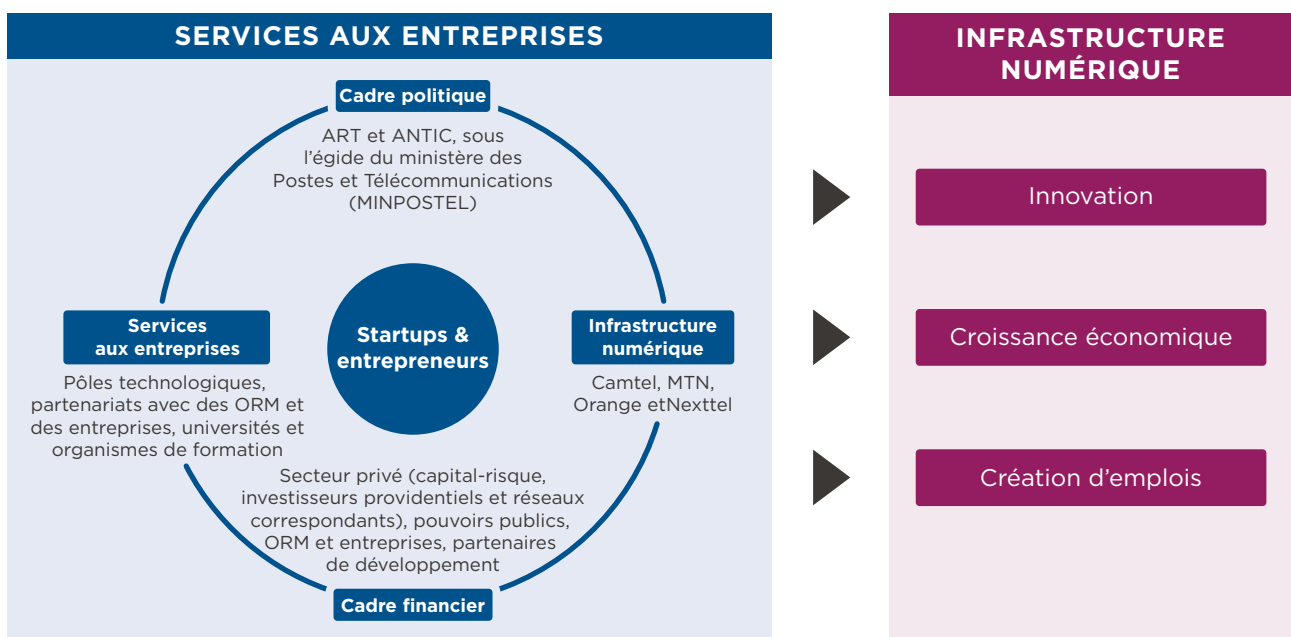 SERVICES AUX ENTREPRISES
Cadre politique
ART et ANTIC, sous
l’égide du ministère des
Postes et Télécommunications
(MINPOSTEL)
Services
aux entreprises
Pôles technologiques,
partenariats avec des ORM et
des entreprises, universités et
organismes de formation
Startups &
entrepreneurs
Infrastructure
numérique
Camtel, MTN,
Orange etNexttel
Secteur privé (capital-risque,
investisseurs providentiels et réseaux
correspondants), pouvoirs publics,
ORM et entreprises, partenaires
de développement
Cadre financier
INFRASTRUCTURE
NUMÉRIQUE
Innovation
Croissance économique
Création d’emplois